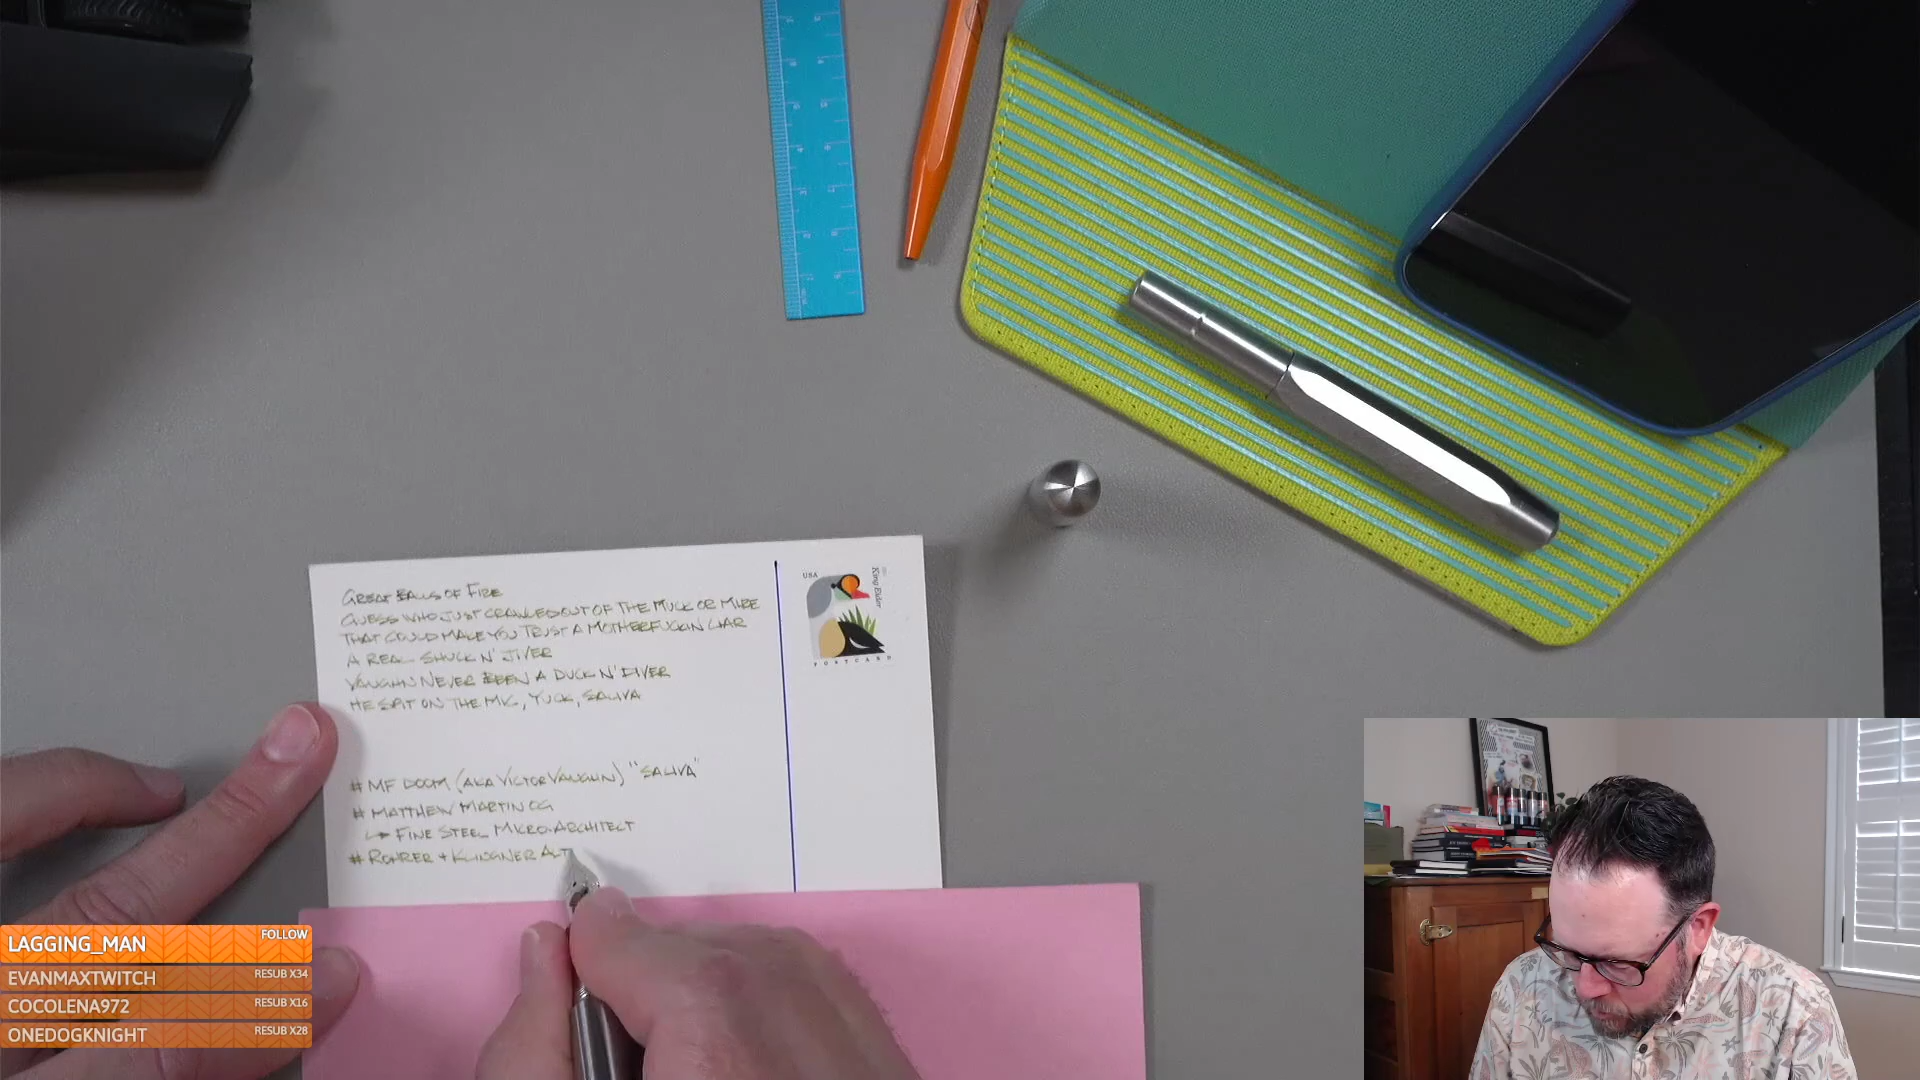 GREAT BALLS OF FIRE
GUESS WHO JUST CRAWLED OUT OF THE MUCK OR MIRE
THAT COULD MAKE YOU TRUST A MOTHERFUCKIN LIAR
A REAL SHUCK N' JIVER
VAUGHN NEVER BEEN A DUCK N' DIVER
HE SPIT ON THE MIC, YUCK, SALIVA
# MF DOOM (AKA VICTOR VAUGHN) "SALIVA"
# MATTHEW MARTIN OG
↳ FINE STEEL MICRO-ARCHITECT
# ROHRER + KLINGNER ALT
USA
King Eider
POSTCARD
LAGGING_MAN FOLLOW
EVANMAXTWITCH RESUB X34
COCOLENA972 RESUB X16
ONEDOGKNIGHT RESUB X28